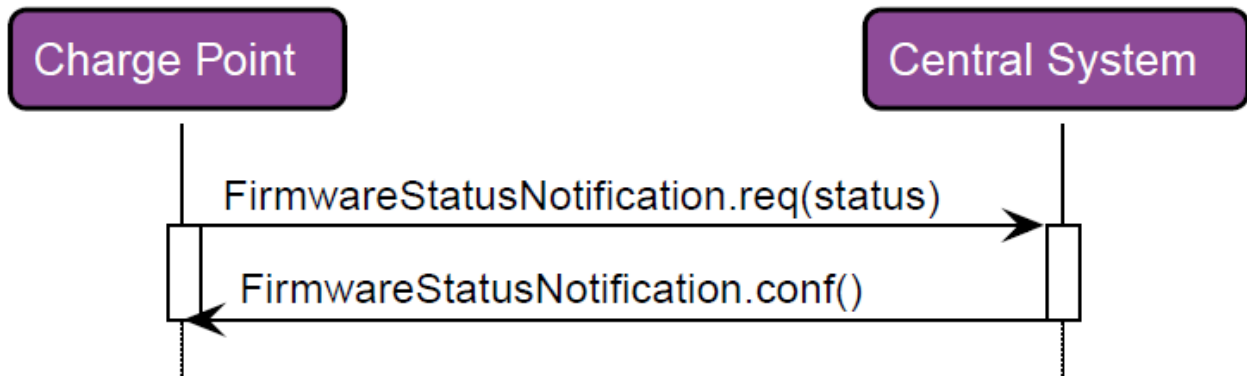 Charge Point
Central System
FirmwareStatusNotification.req(status)
FirmwareStatusNotification.conf()